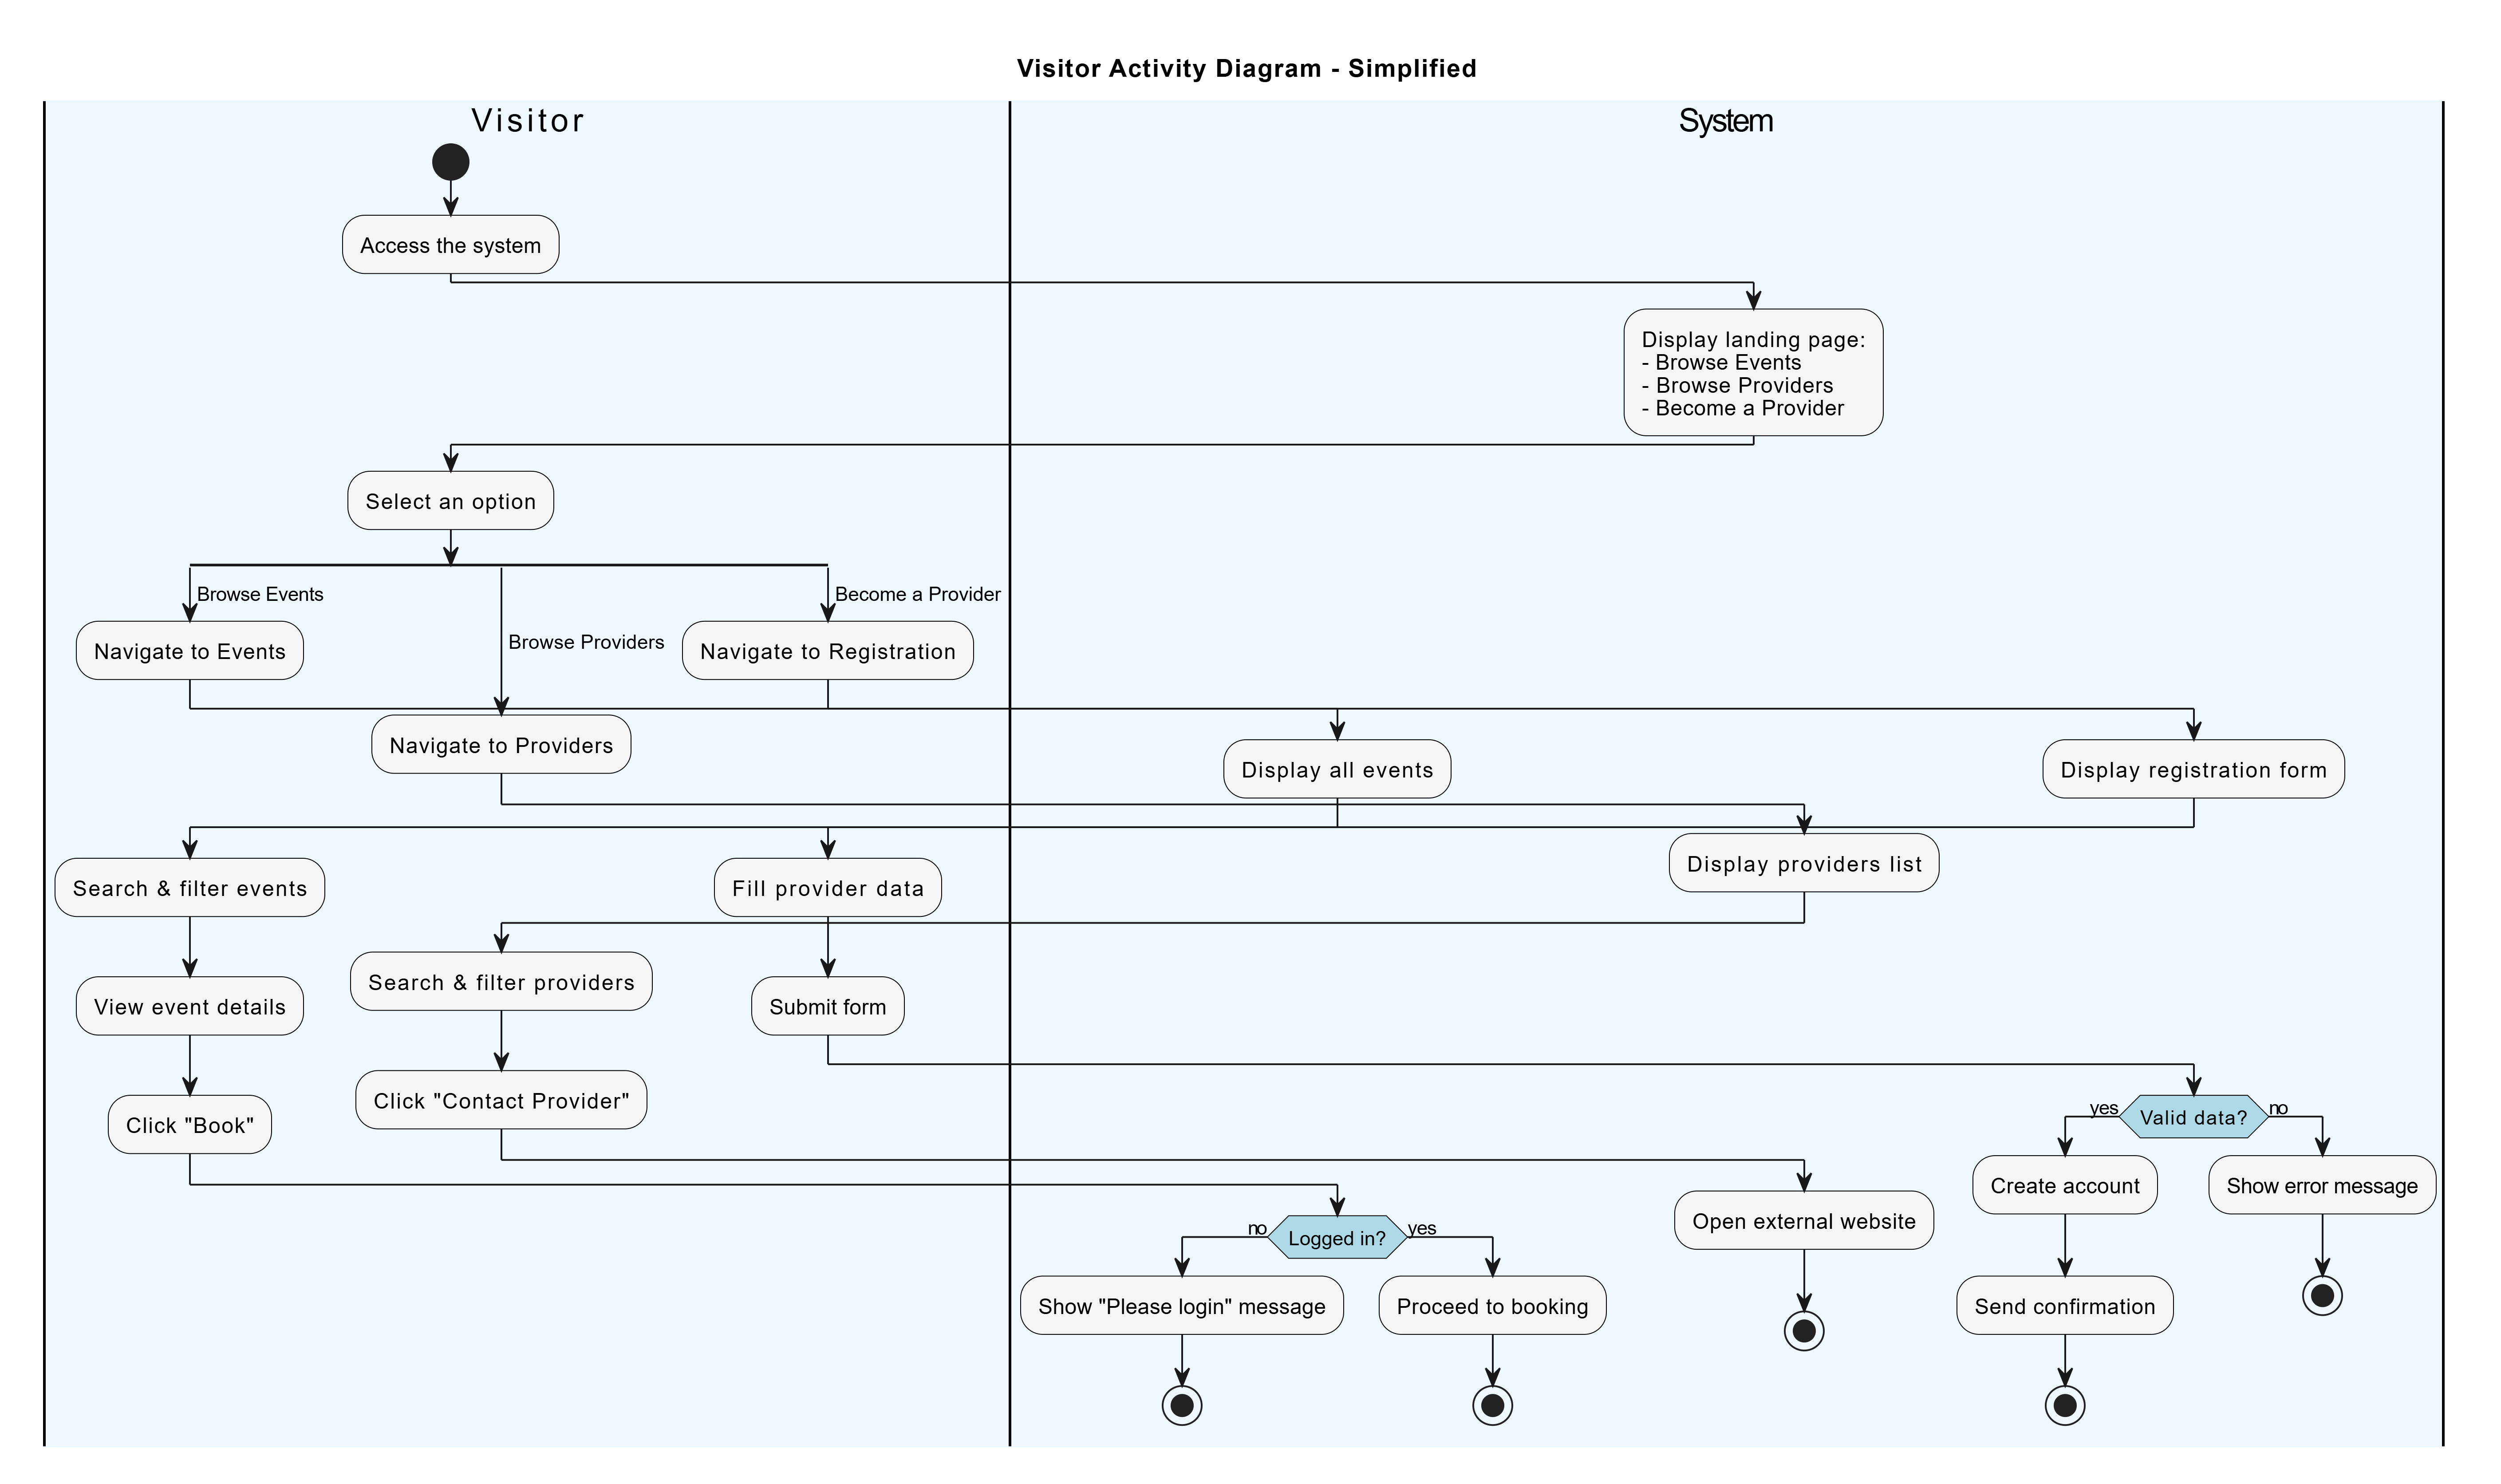 Visitor Activity Diagram - Simplified
Visitor
System
Access the system
Display landing page:
- Browse Events
- Browse Providers
- Become a Provider
Select an option
Browse Events
Become a Provider
Browse Providers
Navigate to Events
Navigate to Registration
Navigate to Providers
Display all events
Display registration form
Display providers list
Search & filter events
Fill provider data
Search & filter providers
View event details
Submit form
Click "Contact Provider"
Click "Book"
yes
Valid data?
no
Create account
Show error message
Open external website
no
Logged in?
yes
Show "Please login" message
Proceed to booking
Send confirmation